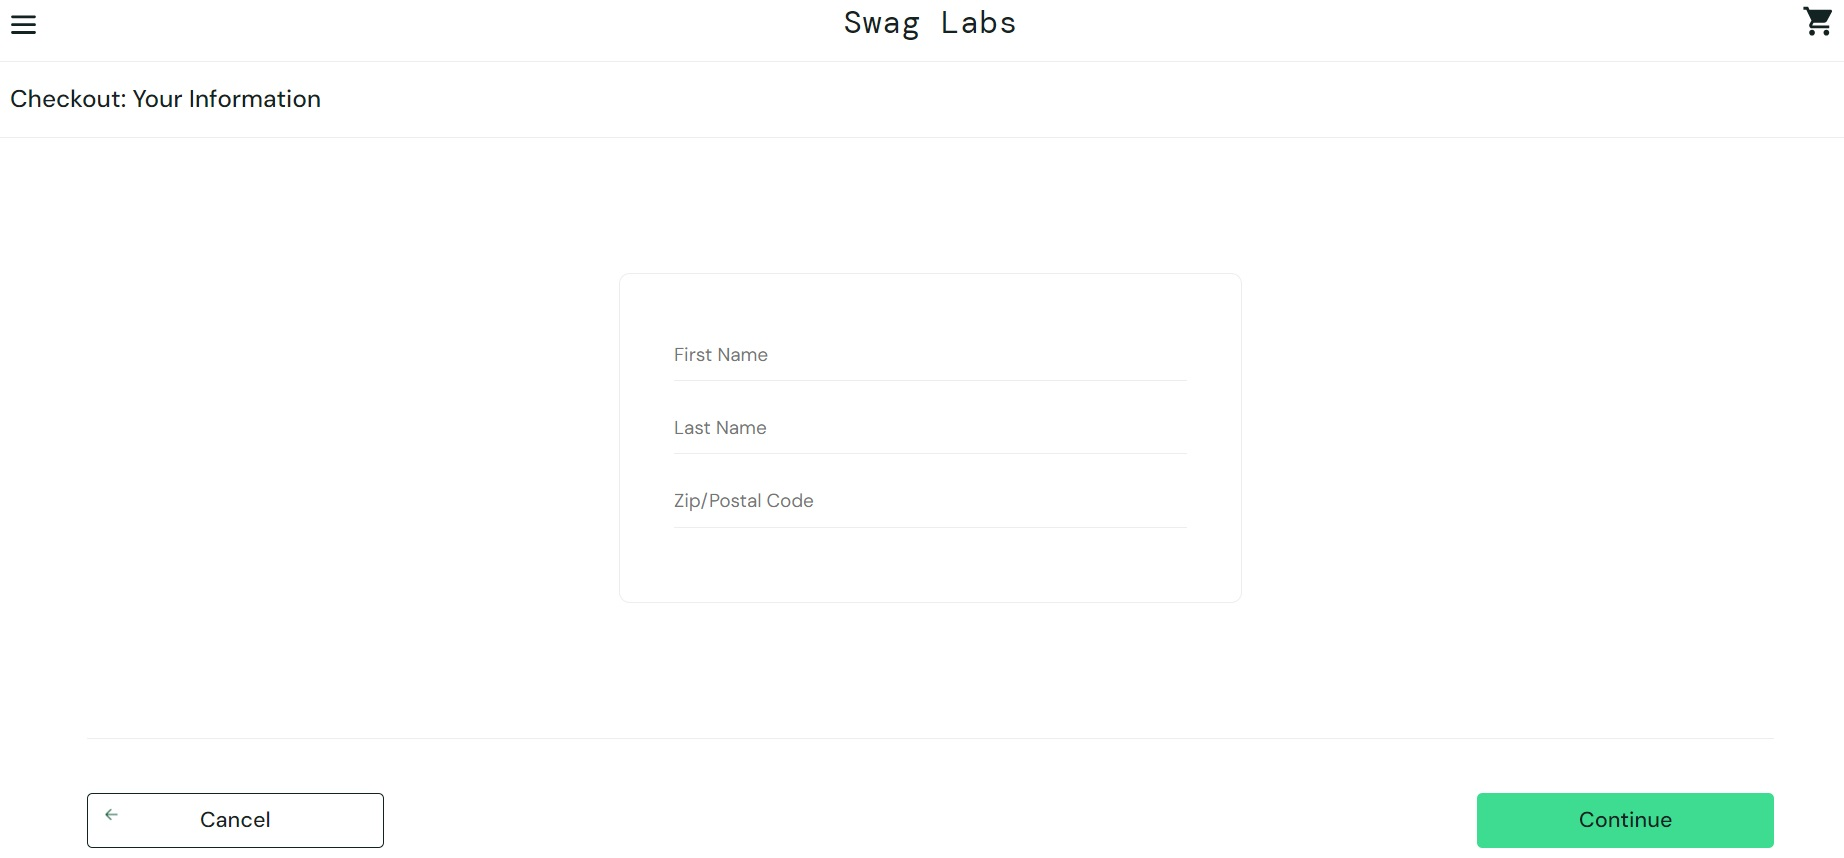 Swag Labs
Checkout: Your Information
First Name
Last Name
Zip/Postal Code
Cancel
Continue